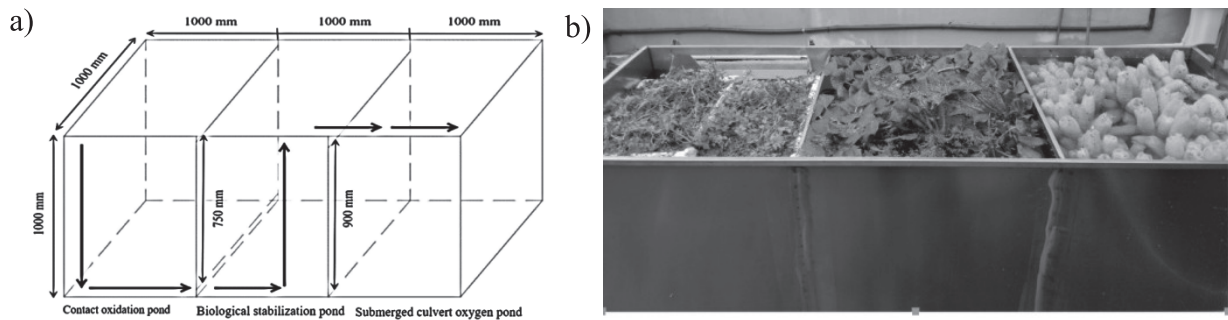 a)
1000 mm
1000 mm
1000 mm
b)
1000 mm
1000 mm
750 mm
900 mm
Contact oxidation pond
Biological stabilization pond
Submerged culvert oxygen pond